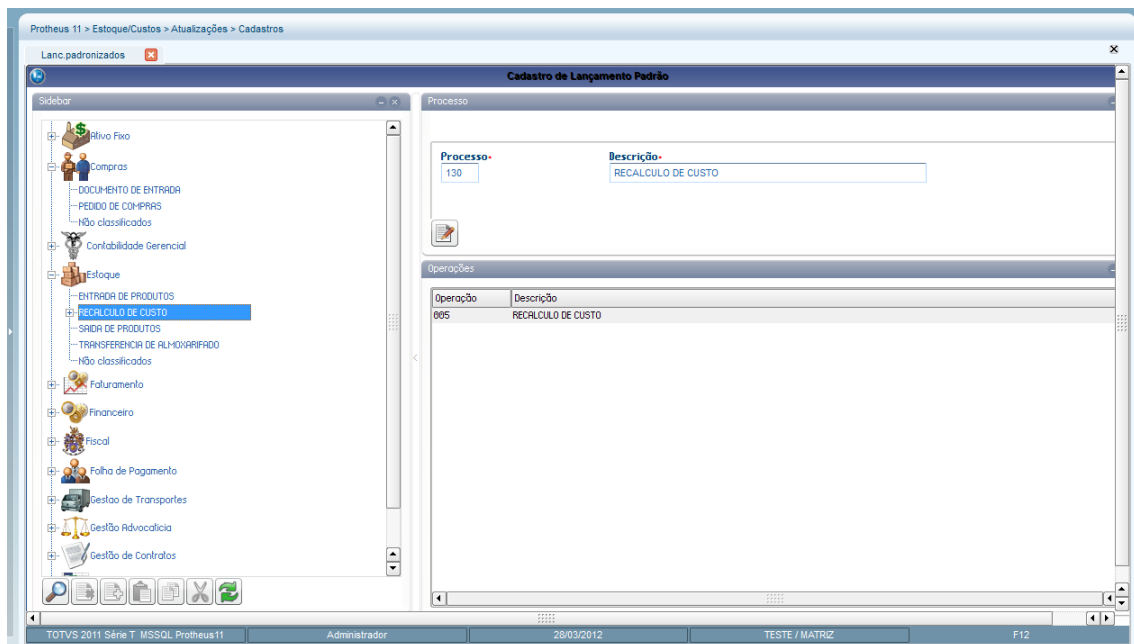 Protheus 11 > Estoque/Custos > Atualizações > Cadastros
Lanc.padronizados
Cadastro de Lançamento Padrão
Sidebar
Ativo Fixo
Compras
DOCUMENTO DE ENTRADA
PEDIDO DE COMPRAS
Não classificados
Contabilidade Gerencial
Estoque
ENTRADA DE PRODUTOS
RECALCULO DE CUSTO
SAIDA DE PRODUTOS
TRANSFERENCIA DE ALMOXARIFADO
Não classificados
Faturamento
Financeiro
Fiscal
Folha de Pagamento
Gestao de Transportes
Gestão Advocaticia
Gestão de Contratos
Processo
Processo* Descrição*
130 RECALCULO DE CUSTO
Operações
Operação Descrição
005 RECALCULO DE CUSTO
TOTVS 2011 Série T MSSQL Protheus11 Administrador 28/03/2012 TESTE / MATRIZ F12